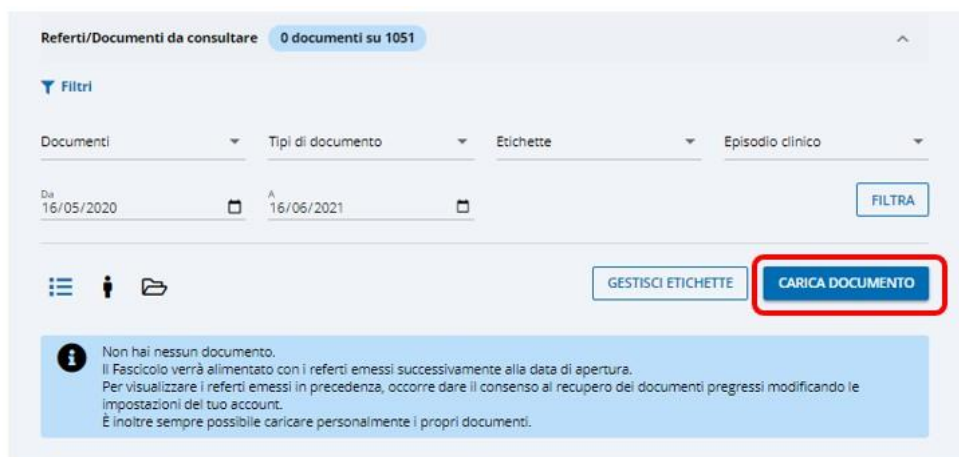 Referti/Documenti da consultare 0 documenti su 1051
Filtri
Documenti Tipi di documento Etichette Episodio clinico
Da A
16/05/2020 16/06/2021 FILTRA
GESTISCI ETICHETTE CARICA DOCUMENTO
Non hai nessun documento.
Il Fascicolo verrà alimentato con i referti emessi successivamente alla data di apertura.
Per visualizzare i referti emessi in precedenza, occorre dare il consenso al recupero dei documenti pregressi modificando le
impostazioni del tuo account.
È inoltre sempre possibile caricare personalmente i propri documenti.